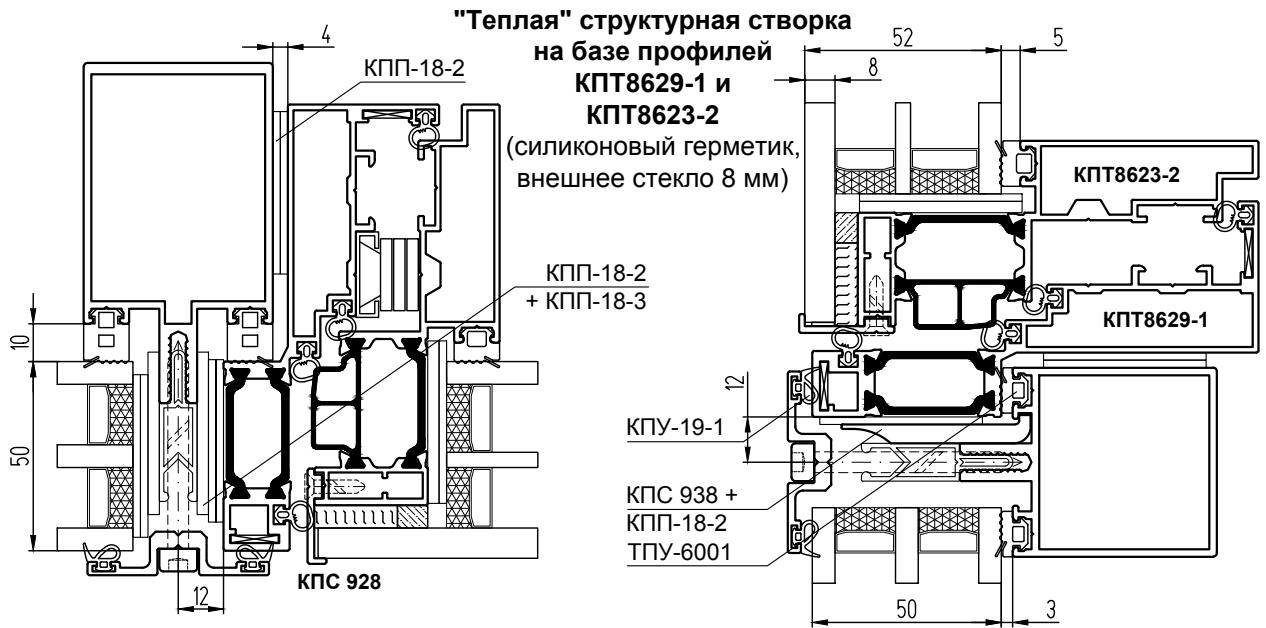 "Теплая" структурная створка
на базе профилей
КПТ8629-1 и
КПТ8623-2
(силиконовый герметик,
внешнее стекло 8 мм)
4
КПП-18-2
КПП-18-2
+ КПП-18-3
10
50
12
КПС 928
52
5
8
КПТ8623-2
КПТ8629-1
12
КПУ-19-1
КПС 938 +
КПП-18-2
ТПУ-6001
50
3